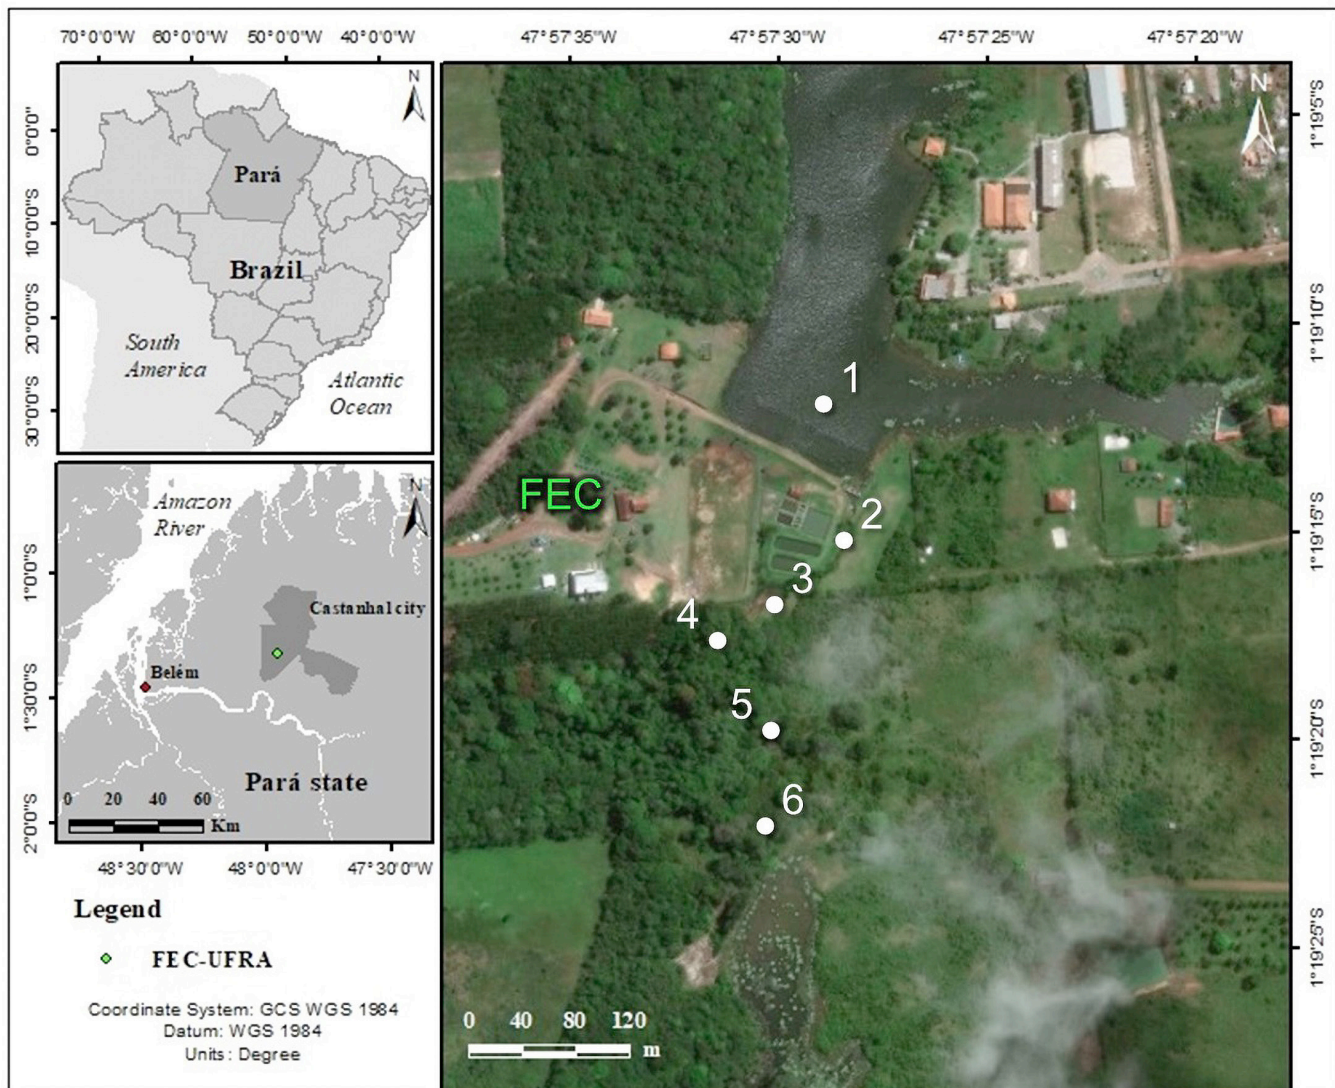 70°0'0"W 60°0'0"W 50°0'0"W 40°0'0"W
0°0'0"
10°0'0"S
20°0'0"S
30°0'0"S
N
Pará
Brazil
South
America
Atlantic
Ocean
Amazon
River
N
Castanhal city
Belém
Pará state
0 20 40 60
Km
1°0'0"S
1°30'0"S
2°0'0"S
48°30'0"W 48°0'0"W 47°30'0"W
Legend
FEC-UFRA
Coordinate System: GCS WGS 1984
Datum: WGS 1984
Units : Degree
47°57'35"W 47°57'30"W 47°57'25"W 47°57'20"W
N
1
FEC
2
3
4
5
6
0 40 80 120
m
1°19'5"S
1°19'10"S
1°19'15"S
1°19'20"S
1°19'25"S